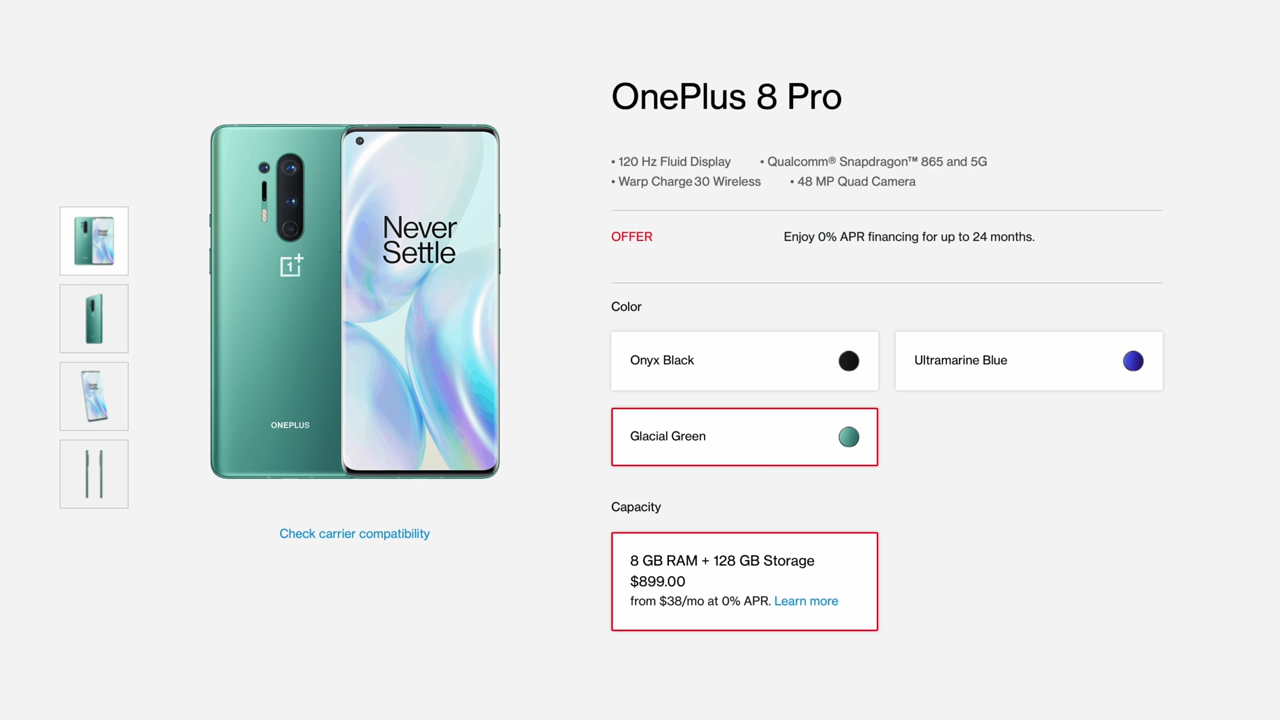 OnePlus 8 Pro
• 120 Hz Fluid Display • Qualcomm® Snapdragon™ 865 and 5G
• Warp Charge 30 Wireless • 48 MP Quad Camera
OFFER Enjoy 0% APR financing for up to 24 months.
Color
Onyx Black Ultramarine Blue
Glacial Green
Capacity
8 GB RAM + 128 GB Storage
$899.00
from $38/mo at 0% APR. Learn more
Never
Settle
1+
ONEPLUS
Check carrier compatibility